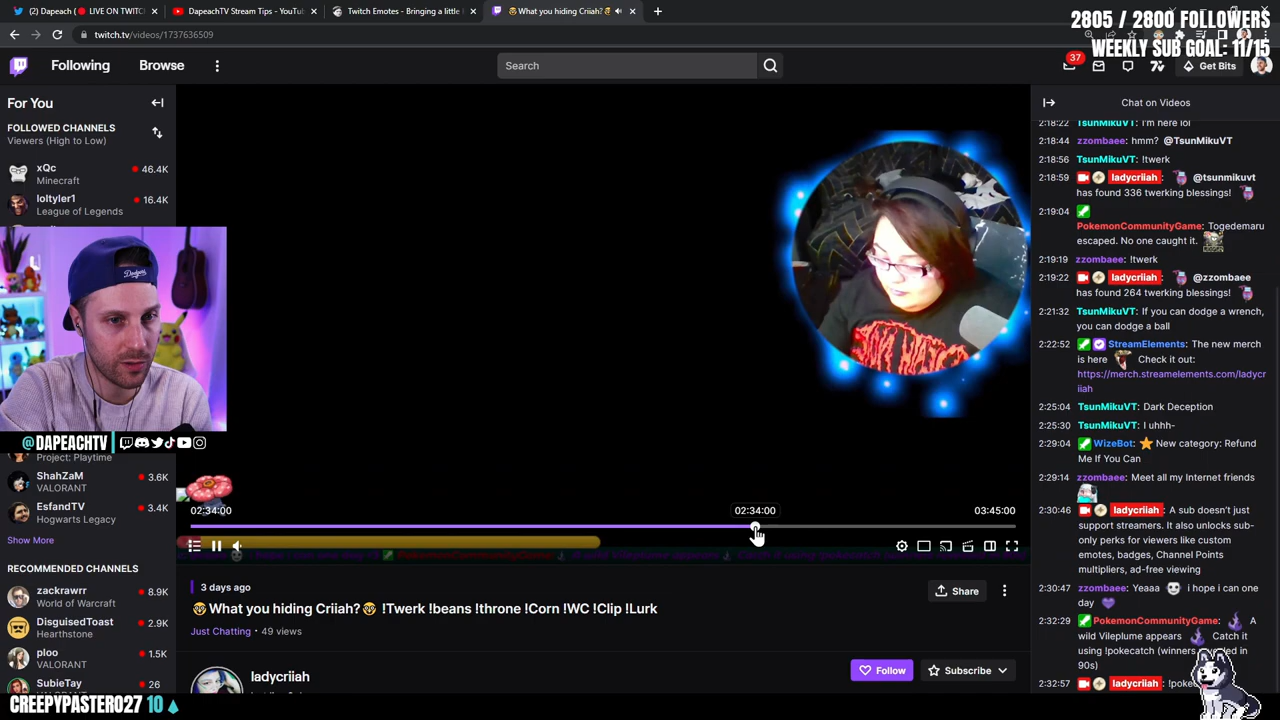 (2) Dapeach ( LIVE ON TWITCH
DapeachTV Stream Tips - YouTub
Twitch Emotes - Bringing a little
What you hiding Criiah?
twitch.tv/videos/1737636509
2805 / 2800 FOLLOWERS
WEEKLY SUB GOAL: 11/15
Following
Browse
Search
37
Get Bits
For You
FOLLOWED CHANNELS
Viewers (High to Low)
xQc
46.4K
Minecraft
loltyler1
16.4K
League of Legends
@DAPEACHTV
Project: Playtime
ShahZaM
3.6K
VALORANT
EsfandTV
3.4K
Hogwarts Legacy
Show More
RECOMMENDED CHANNELS
zackrawrr
8.9K
World of Warcraft
DisguisedToast
2.9K
Hearthstone
ploo
1.5K
VALORANT
SubieTay
26
CREEPYPASTERO27 10
02:34:00
02:34:00
03:45:00
3 days ago
What you hiding Criiah? !Twerk !beans !throne !Corn !WC !Clip !Lurk
Just Chatting • 49 views
Share
ladycriiah
Follow
Subscribe
Chat on Videos
2:18:22 TsunMikuVT: I'm here lol
2:18:44 zzombaee: hmm? @TsunMikuVT
2:18:56 TsunMikuVT: !twerk
2:18:59 ladycriiah: @tsunmikuvt
has found 336 twerking blessings!
2:19:04
PokemonCommunityGame: Togedemaru
escaped. No one caught it.
2:19:19 zzombaee: !twerk
2:19:22 ladycriiah: @zzombaee
has found 264 twerking blessings!
2:21:32 TsunMikuVT: If you can dodge a wrench,
you can dodge a ball
2:22:52 StreamElements: The new merch
is here Check it out:
https://merch.streamelements.com/ladycr
iiah
2:25:04 TsunMikuVT: Dark Deception
2:25:30 TsunMikuVT: I uhhh-
2:29:04 WizeBot: New category: Refund
Me If You Can
2:29:14 zzombaee: Meet all my Internet friends
2:30:46 ladycriiah: A sub doesn't just
support streamers. It also unlocks sub-
only perks for viewers like custom
emotes, badges, Channel Points
multipliers, ad-free viewing
2:30:47 zzombaee: Yeaaa i hope i can one
day
2:32:29 PokemonCommunityGame: A
wild Vileplume appears Catch it
using !pokecatch (winners
90s)
2:32:57 ladycriiah: